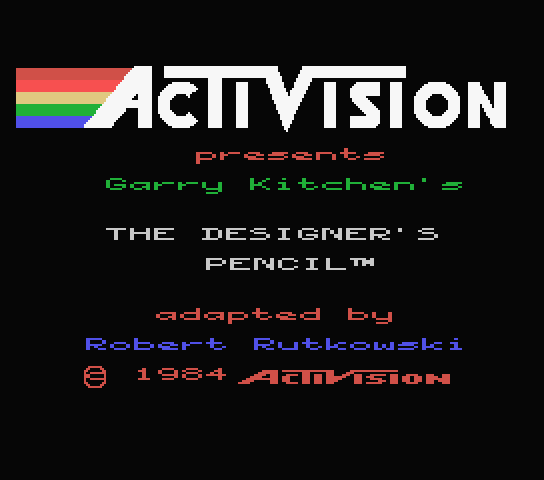 ACTIVISION
presents
Garry Kitchen's
THE DESIGNER'S
PENCIL™
adapted by
Robert Rutkowski
© 1984 ACTIVISION